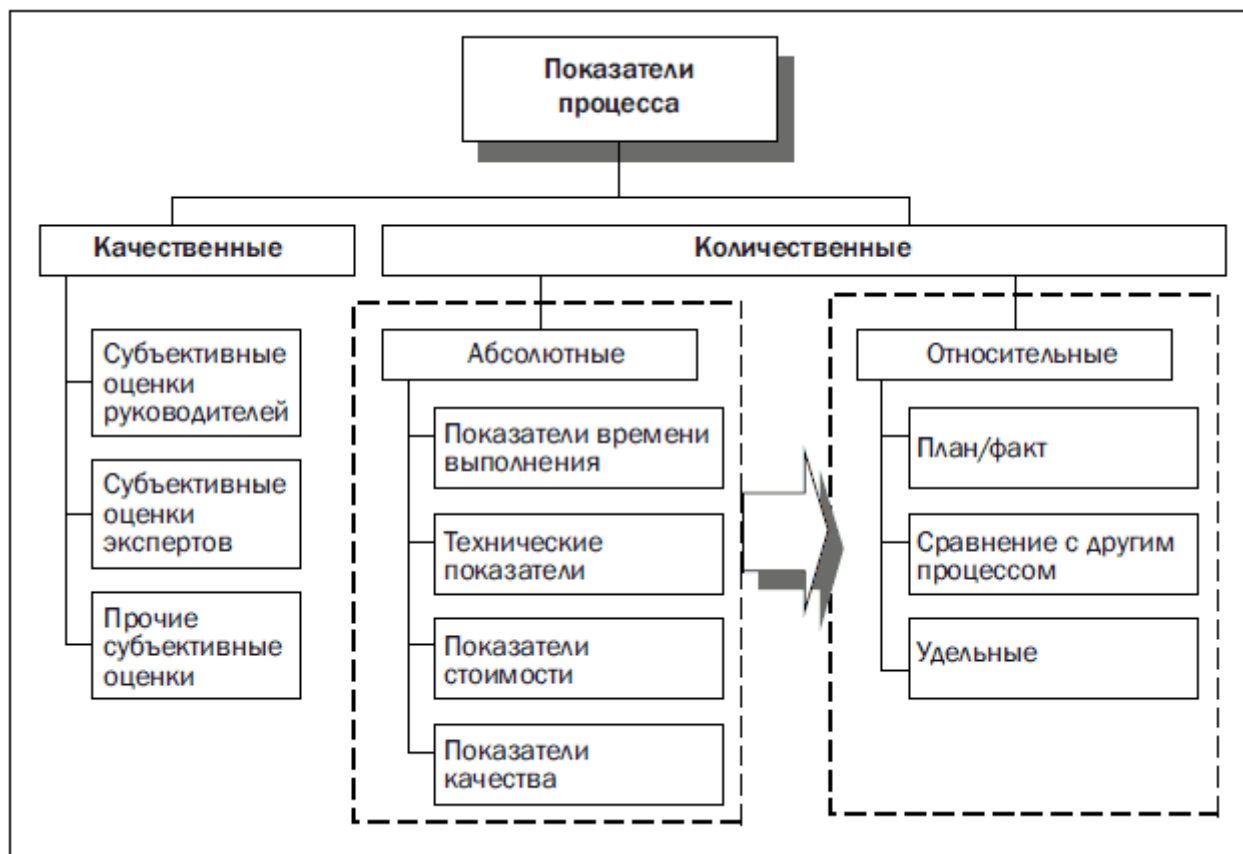 Показатели
процесса
Качественные
Количественные
Субъективные
оценки
руководителей
Субъективные
оценки
экспертов
Прочие
субъективные
оценки
Абсолютные
Показатели времени
выполнения
Технические
показатели
Показатели
стоимости
Показатели
качества
Относительные
План/факт
Сравнение с другим
процессом
Удельные